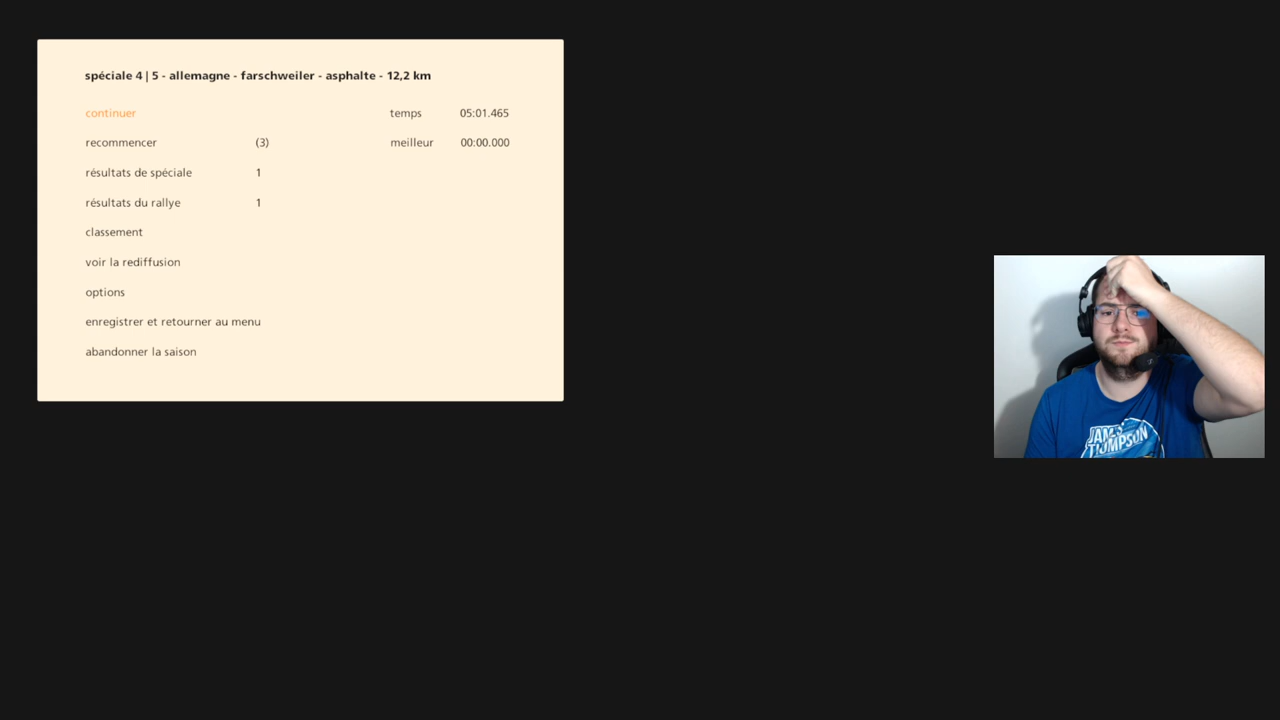 spéciale 4 | 5 - allemagne - farschweiler - asphalte - 12,2 km
continuer
temps 05:01.465
recommencer (3)
meilleur 00:00.000
résultats de spéciale 1
résultats du rallye 1
classement
voir la rediffusion
options
enregistrer et retourner au menu
abandonner la saison